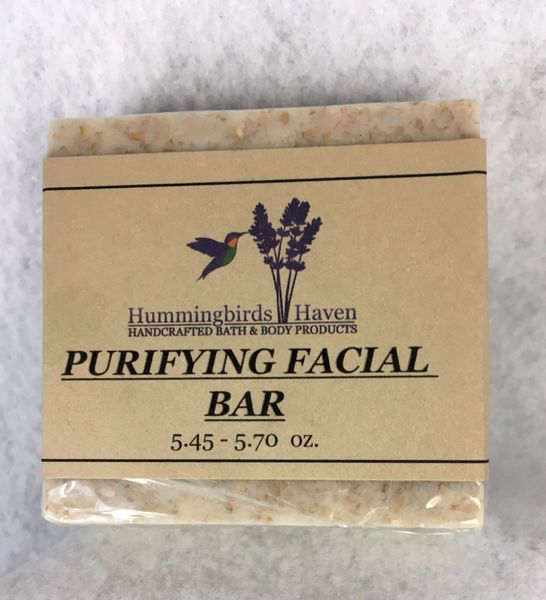 Hummingbirds Haven
HANDCRAFTED BATH & BODY PRODUCTS
PURIFYING FACIAL
BAR
5.45 - 5.70 oz.